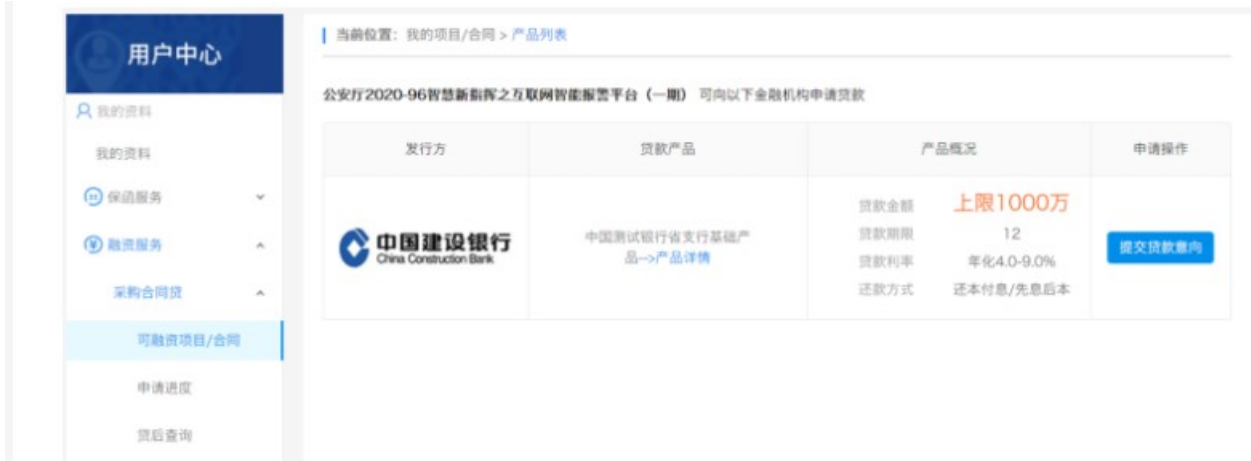 用户中心
当前位置：我的项目/合同 > 产品列表
公安厅2020-96智慧新指挥之互联网智能报警平台（一期） 可向以下金融机构申请贷款
我的资料
我的资料
保函服务
融资服务
采购合同贷
可融资项目/合同
申请进度
贷后查询
发行方 贷款产品 产品概况 申请操作
中国建设银行
China Construction Bank
中国测试银行省支行基础产
品-->产品详情
贷款金额 上限1000万
贷款期限 12
贷款利率 年化4.0-9.0%
还款方式 还本付息/先息后本
提交贷款意向